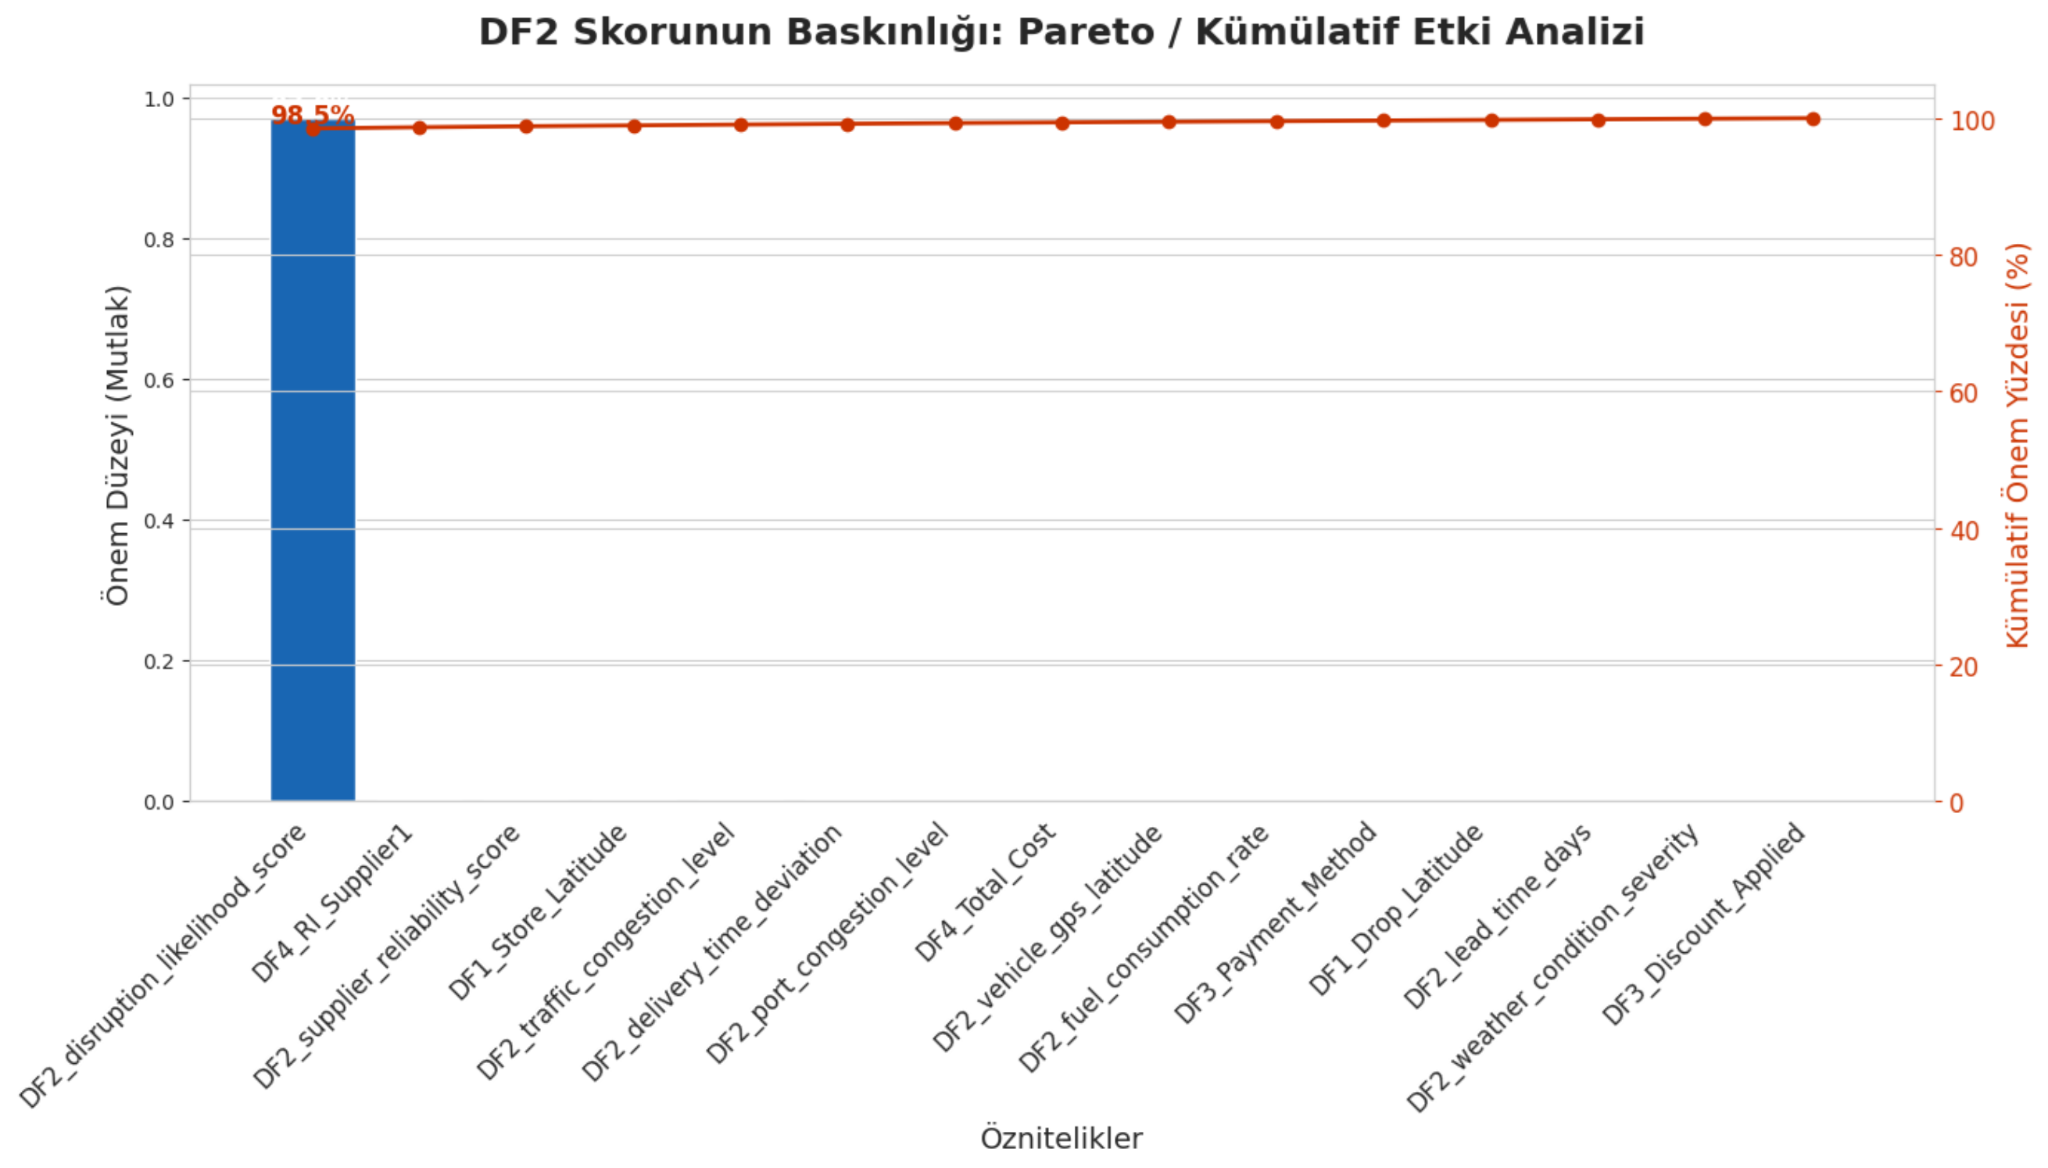 DF2 Skorunun Baskınlığı: Pareto / Kümülatif Etki Analizi
Önem Düzeyi (Mutlak)
1.0
0.8
0.6
0.4
0.2
0.0
98.5%
100
80
60
40
20
0
Kümülatif Önem Yüzdesi (%)
DF2_disruption_likelihood_score
DF4_RI_Supplier1
DF2_supplier_reliability_score
DF1_Store_Latitude
DF2_traffic_congestion_level
DF2_delivery_time_deviation
DF2_port_congestion_level
DF4_Total_Cost
DF2_vehicle_gps_latitude
DF2_fuel_consumption_rate
DF3_Payment_Method
DF1_Drop_Latitude
DF2_lead_time_days
DF2_weather_condition_severity
DF3_Discount_Applied
Öznitelikler